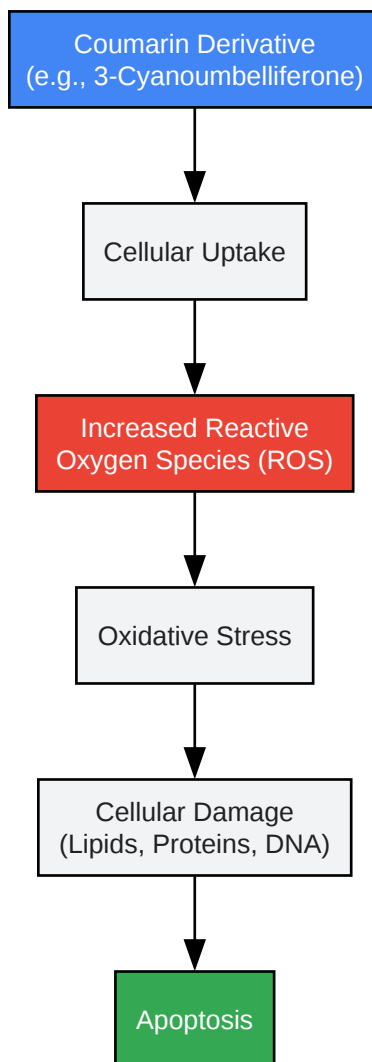 Coumarin Derivative
(e.g., 3-Cyanoumbelliferone)
Cellular Uptake
Increased Reactive
Oxygen Species (ROS)
Oxidative Stress
Cellular Damage
(Lipids, Proteins, DNA)
Apoptosis